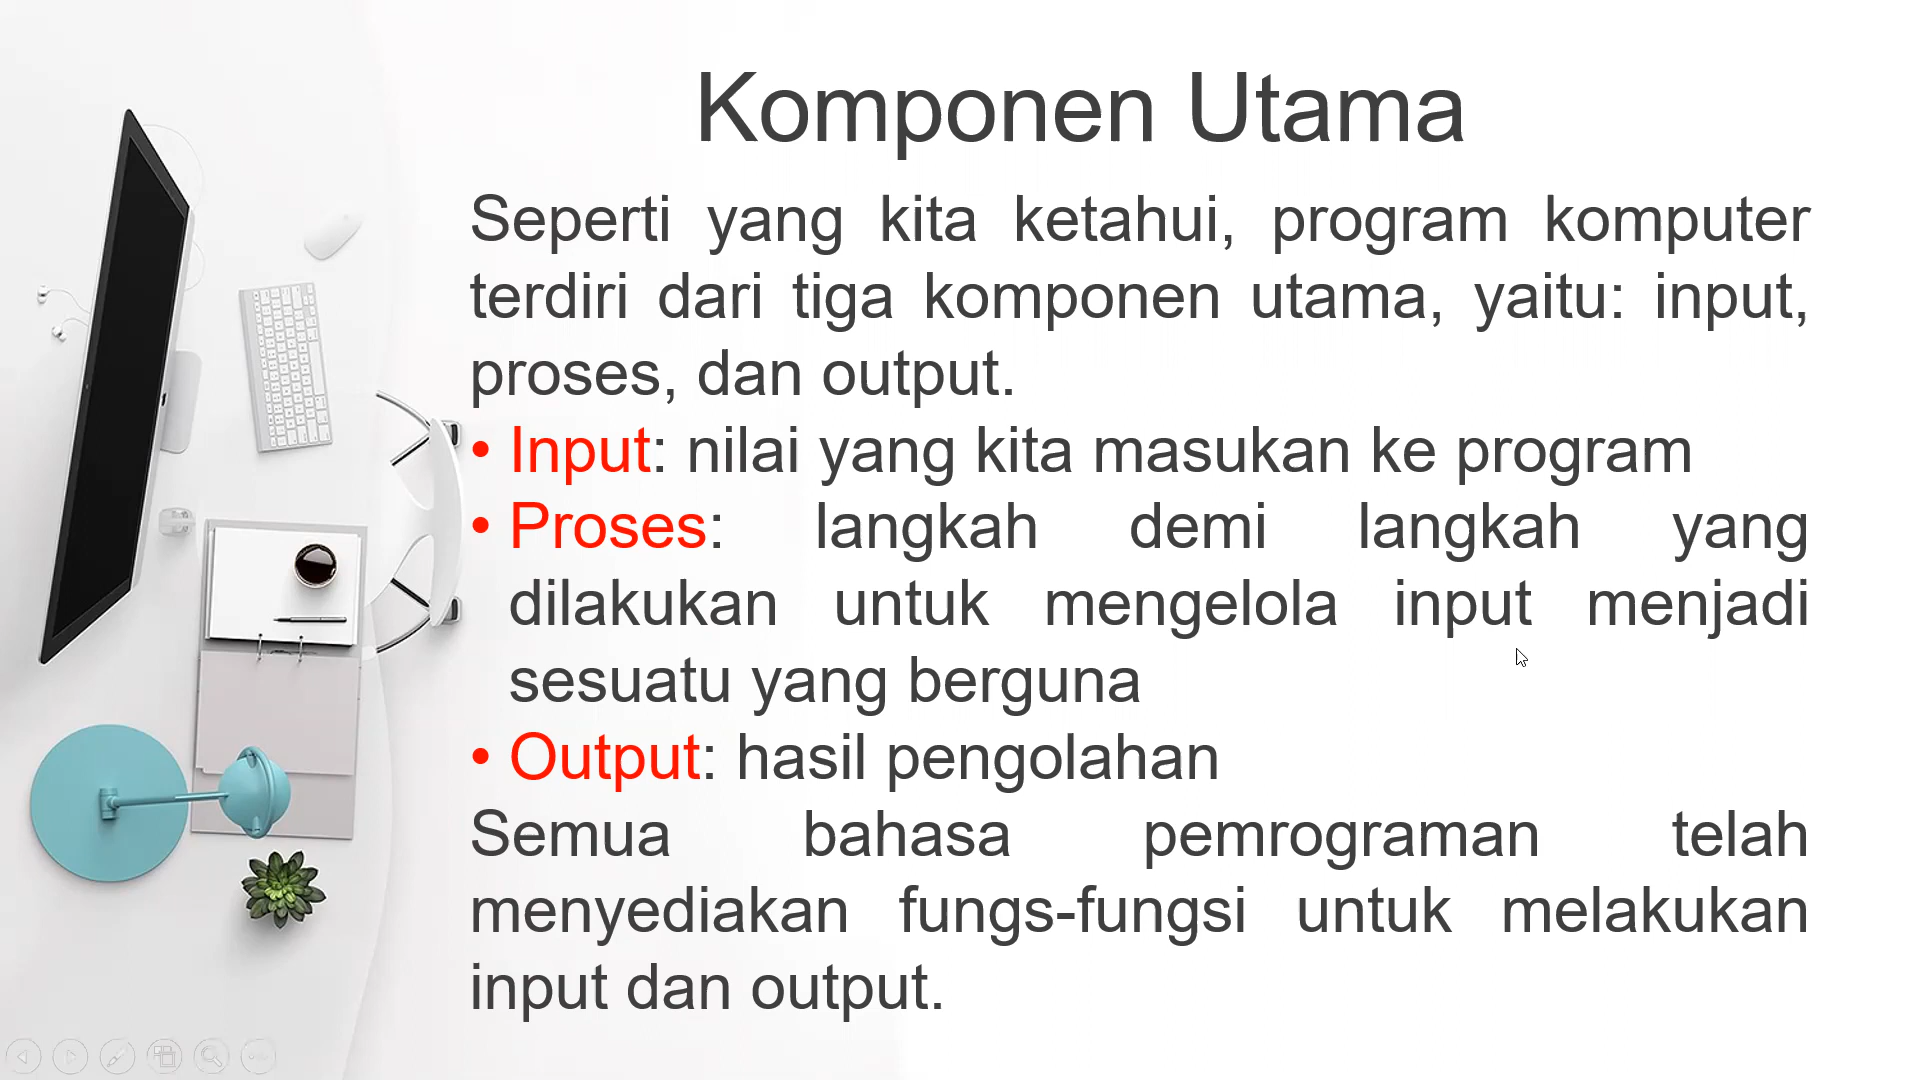 Komponen Utama
Seperti yang kita ketahui, program komputer
terdiri dari tiga komponen utama, yaitu: input,
proses, dan output.
• Input: nilai yang kita masukan ke program
• Proses: langkah demi langkah yang
dilakukan untuk mengelola input menjadi
sesuatu yang berguna
• Output: hasil pengolahan
Semua bahasa pemrograman telah
menyediakan fungs-fungsi untuk melakukan
input dan output.